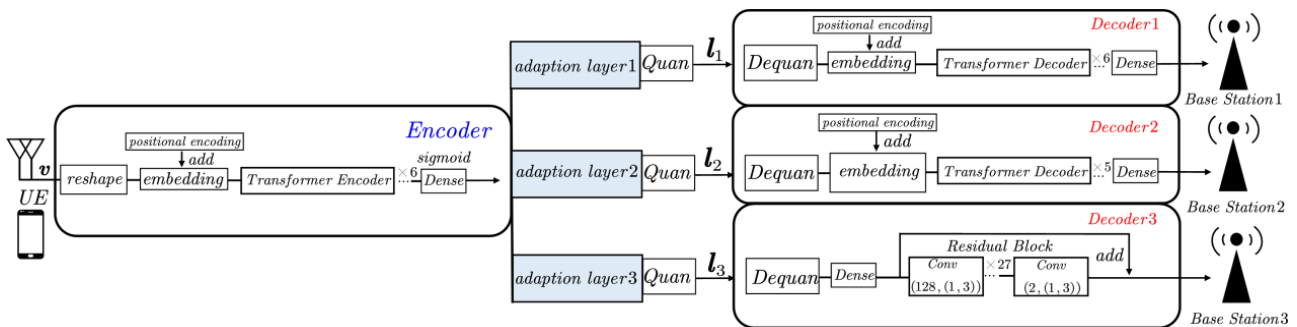 v
UE
Encoder
positional encoding
add
reshape
embedding
Transformer Encoder
×6
...
sigmoid
Dense
adaption layer1
Quan
l₁
Decoder1
positional encoding
add
Dequan
embedding
Transformer Decoder
×6
...
Dense
Base Station1
adaption layer2
Quan
l₂
Decoder2
positional encoding
add
Dequan
embedding
Transformer Decoder
×5
...
Dense
Base Station2
adaption layer3
Quan
l₃
Decoder3
Dequan
Dense
Residual Block
Conv
(128,(1,3))
×27
...
Conv
(2,(1,3))
add
Base Station3